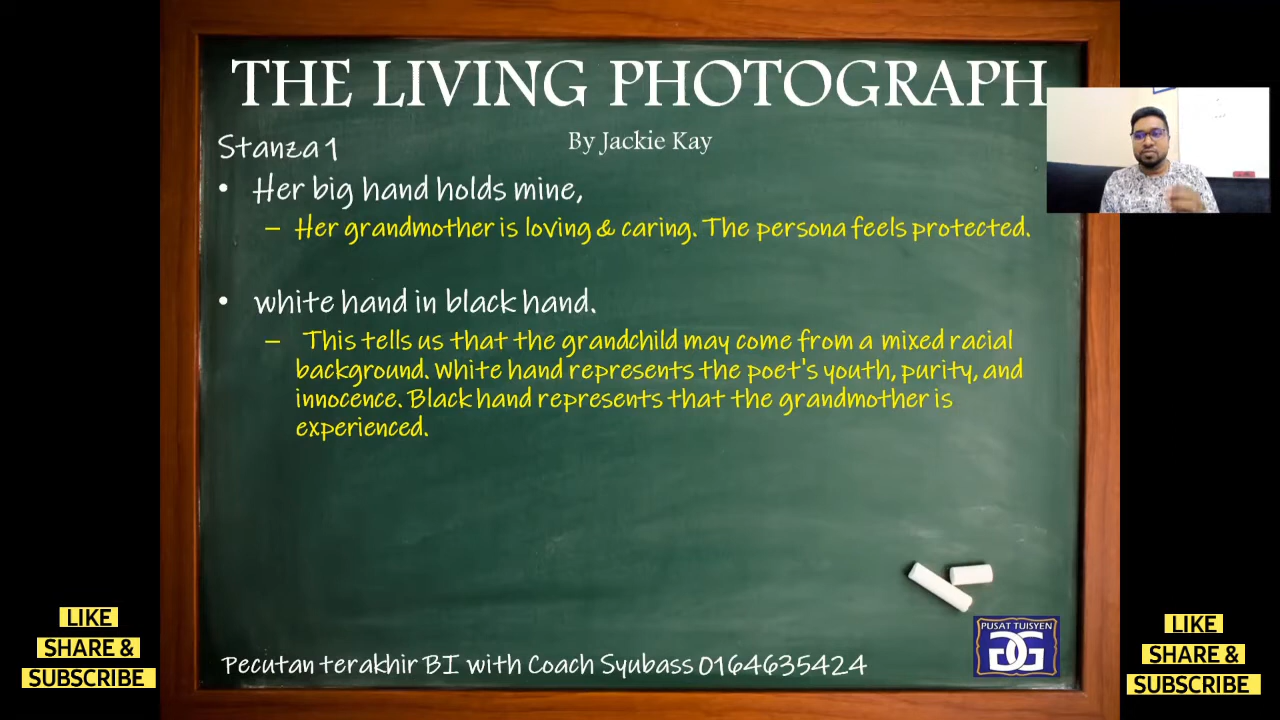 THE LIVING PHOTOGRAPH
By Jackie Kay
Stanza 1
• Her big hand holds mine,
– Her grandmother is loving & caring. The persona feels protected.
• white hand in black hand.
– This tells us that the grandchild may come from a mixed racial
background. White hand represents the poet's youth, purity, and
innocence. Black hand represents that the grandmother is
experienced.
Pecutan terakhir BI with Coach Syubass 0164635424
PUSAT TUISYEN
GG
LIKE
SHARE &
SUBSCRIBE
LIKE
SHARE &
SUBSCRIBE